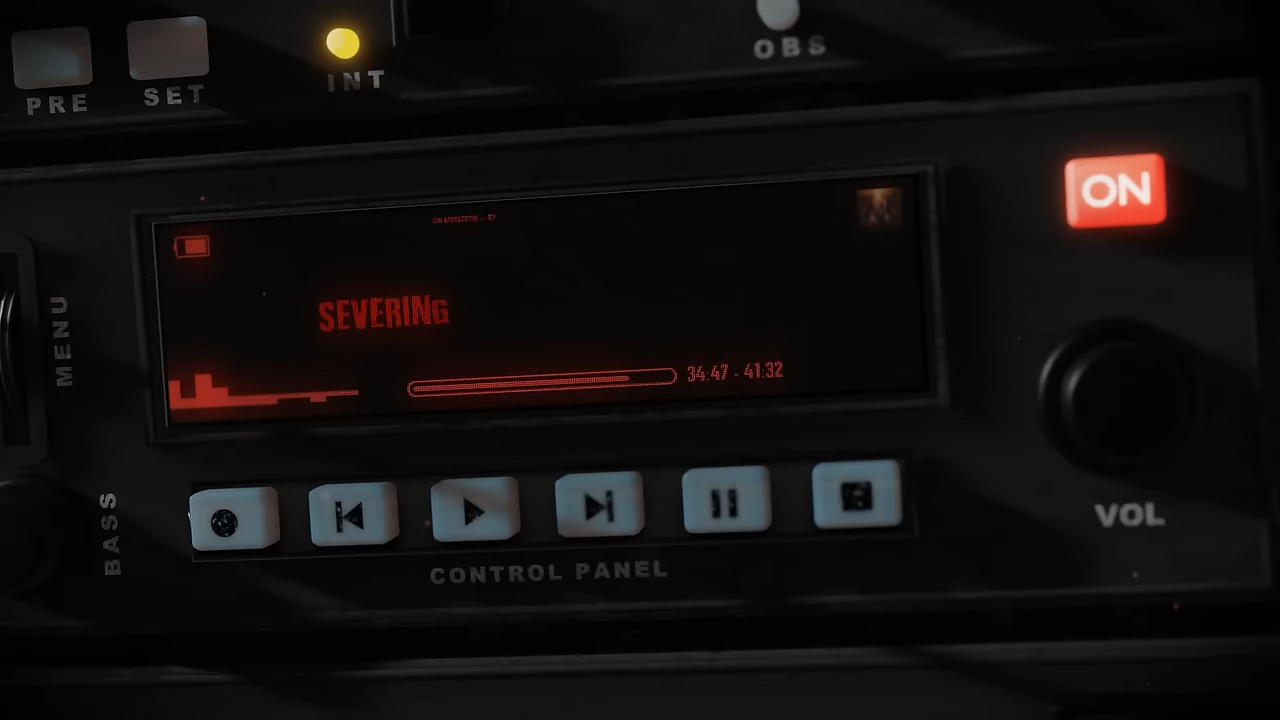 PRE
SET
INT
OBS
ON
SEVERINg
34:47 - 41:32
MENU
BASS
VOL
CONTROL PANEL